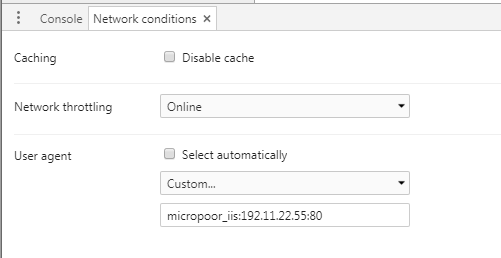 Console Network conditions ×
Caching Disable cache
Network throttling Online
User agent Select automatically
Custom...
micropoor_iis:192.11.22.55:80